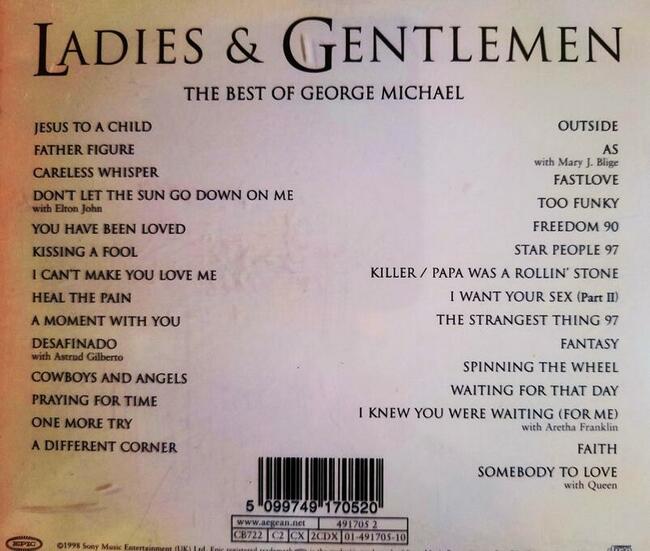 LADIES & GENTLEMEN
THE BEST OF GEORGE MICHAEL
JESUS TO A CHILD
FATHER FIGURE
CARELESS WHISPER
DON'T LET THE SUN GO DOWN ON ME
with Elton John
YOU HAVE BEEN LOVED
KISSING A FOOL
I CAN'T MAKE YOU LOVE ME
HEAL THE PAIN
A MOMENT WITH YOU
DESAFINADO
with Astrud Gilberto
COWBOYS AND ANGELS
PRAYING FOR TIME
ONE MORE TRY
A DIFFERENT CORNER
OUTSIDE
AS
with Mary J. Blige
FASTLOVE
TOO FUNKY
FREEDOM 90
STAR PEOPLE 97
KILLER / PAPA WAS A ROLLIN' STONE
I WANT YOUR SEX (Part II)
THE STRANGEST THING 97
FANTASY
SPINNING THE WHEEL
WAITING FOR THAT DAY
I KNEW YOU WERE WAITING (FOR ME)
with Aretha Franklin
FAITH
SOMEBODY TO LOVE
with Queen
5 099749 170520
www.aegean.net 491705 2
CB722 C2 CX 2CDX 01-491705-10
EPIC ©1998 Sony Music Entertainment (UK) Ltd. Epic registered trademark